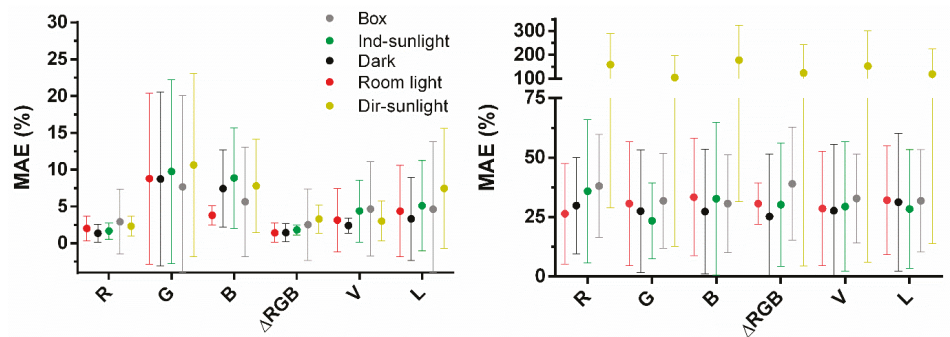 30
25
20
15
10
5
0
MAE (%)
Box
Ind-sunlight
Dark
Room light
Dir-sunlight
R
G
B
ΔRGB
V
L
300
200
100
75
50
25
0
MAE (%)
R
G
B
ΔRGB
V
L